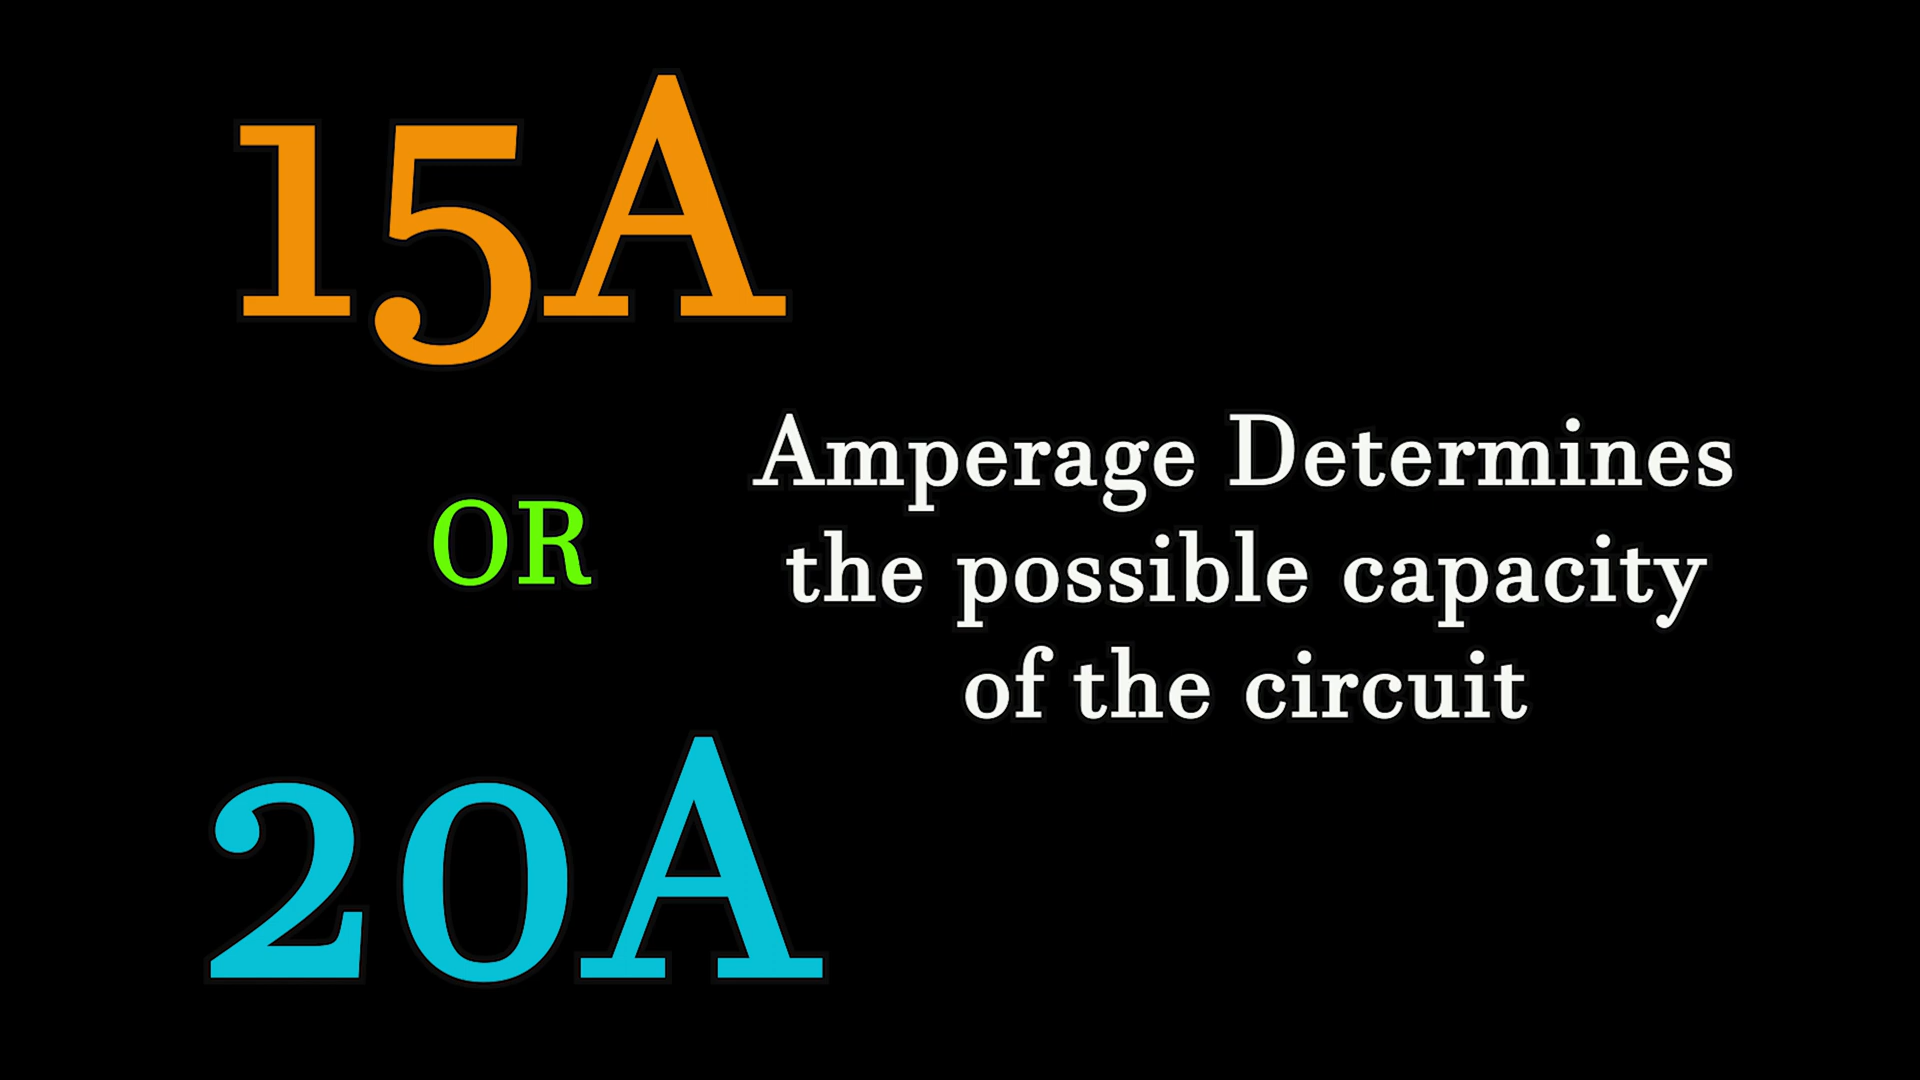 15A
OR
20A
Amperage Determines
the possible capacity
of the circuit